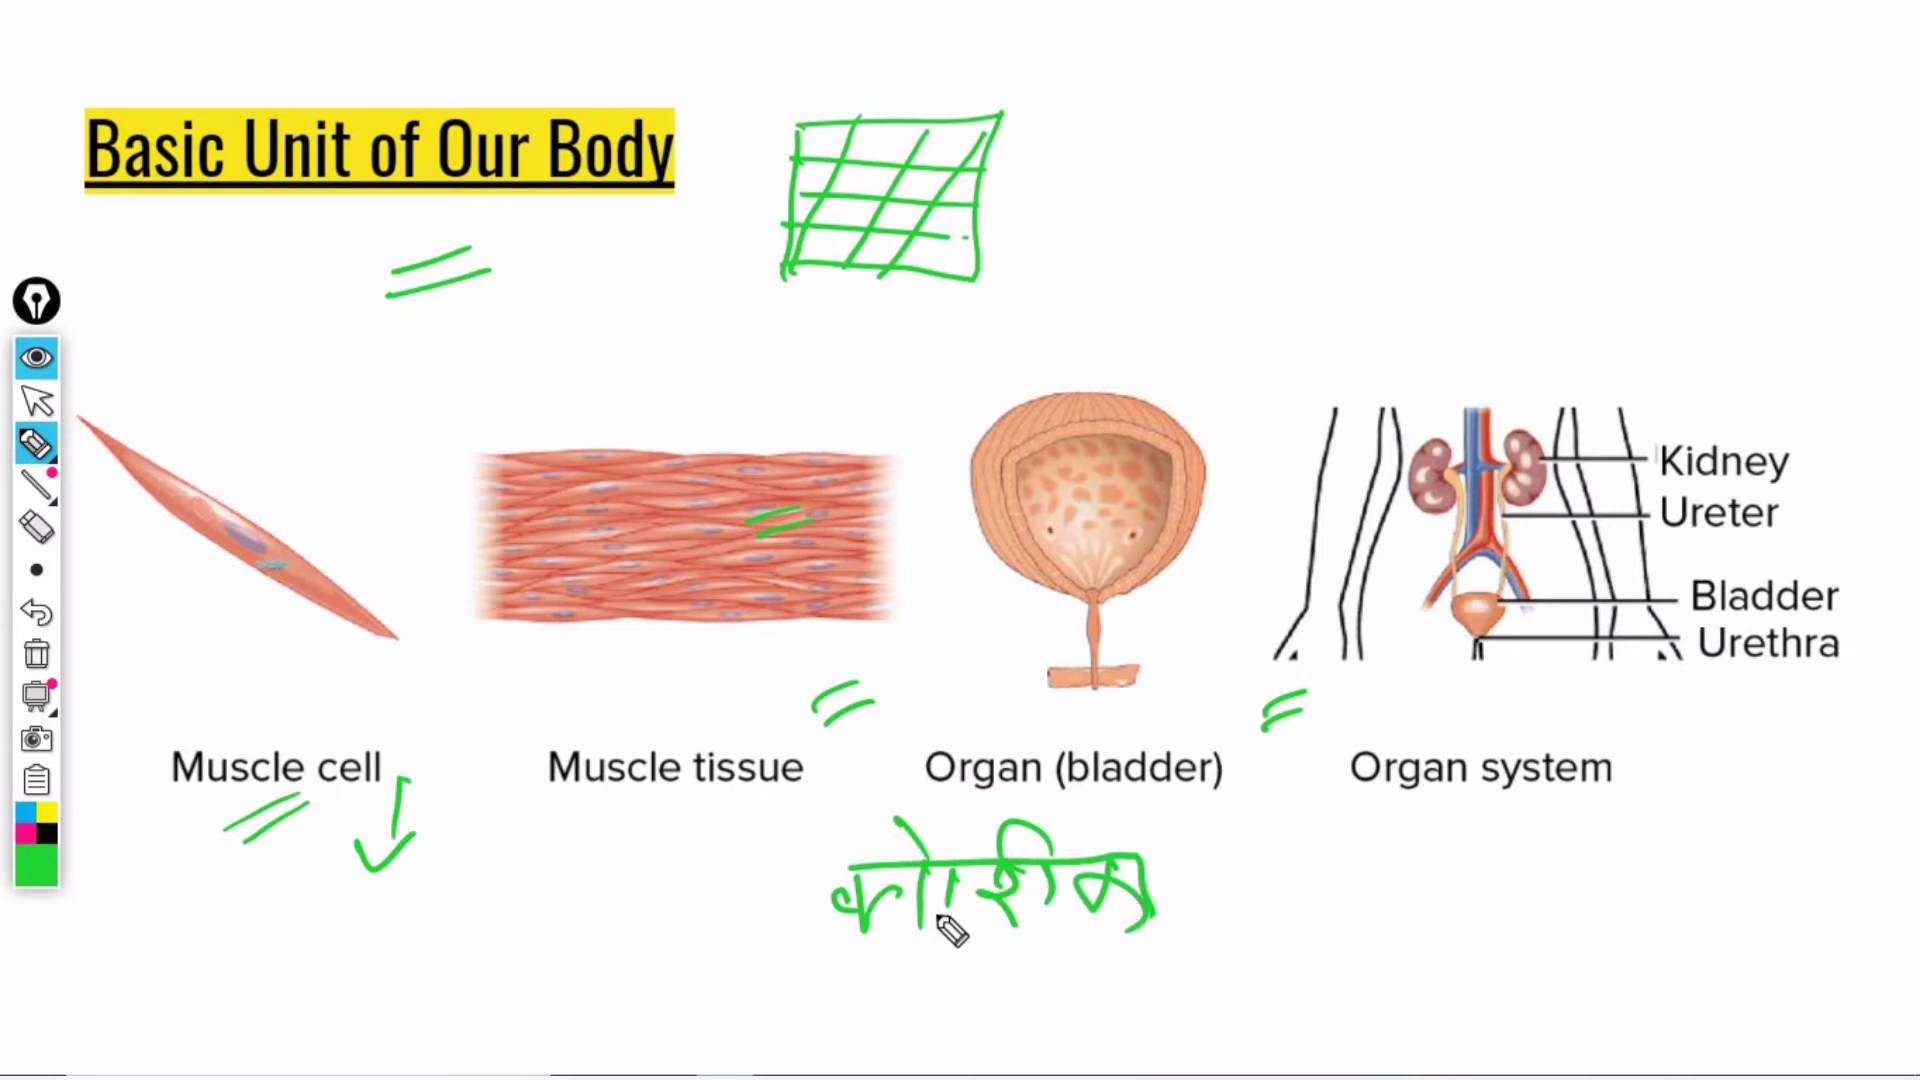 Basic Unit of Our Body
Kidney
Ureter
Bladder
Urethra
Muscle cell
Muscle tissue
Organ (bladder)
Organ system